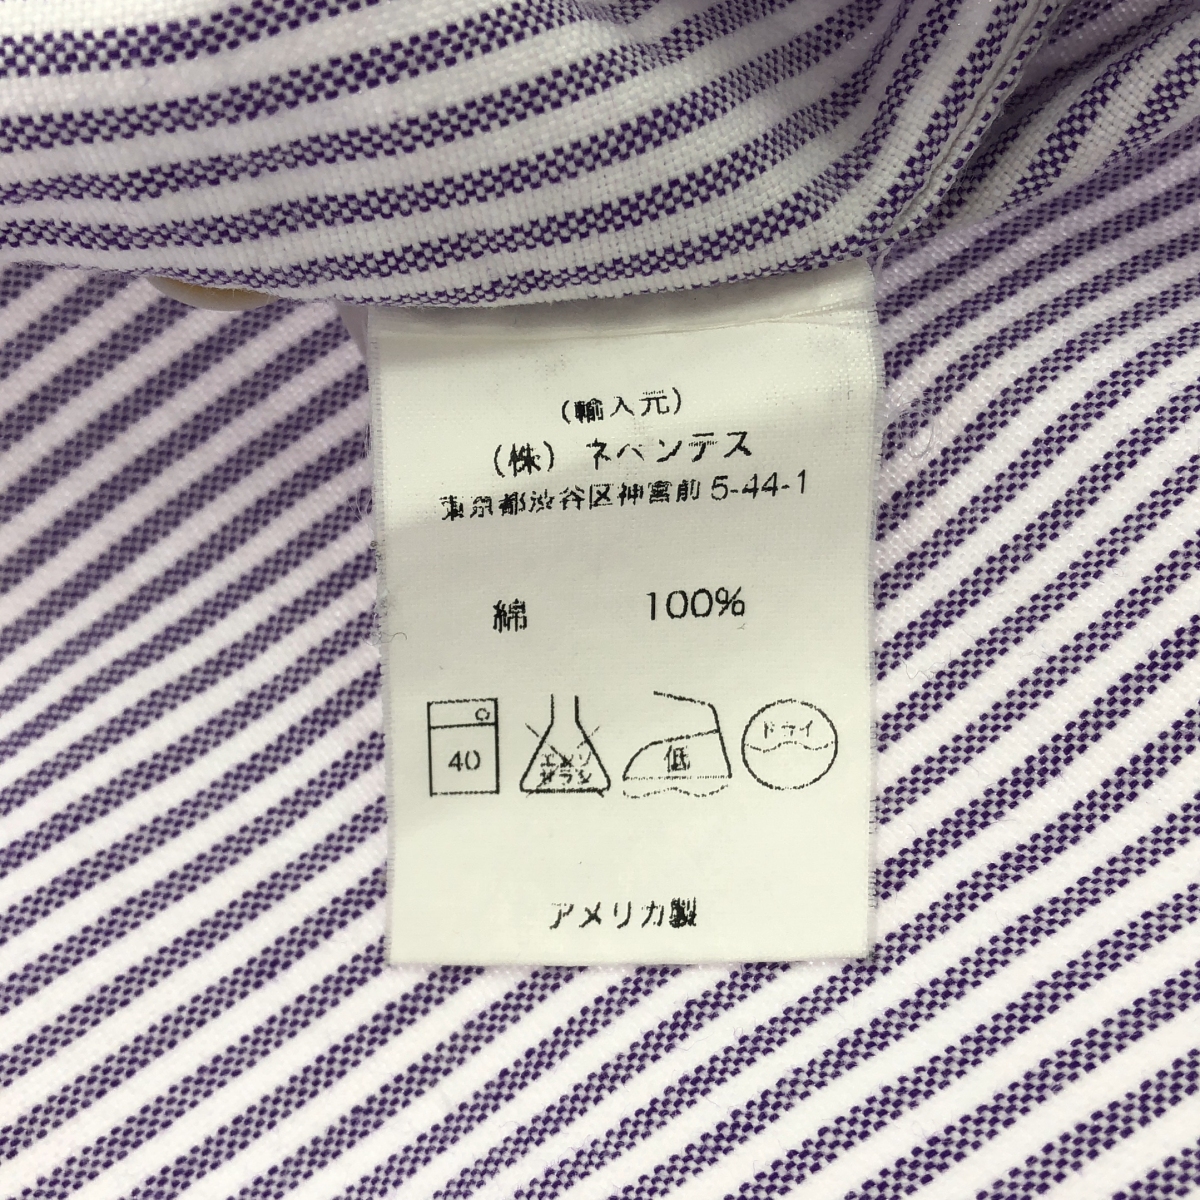 (輸入元)
(株) ネペンテス
東京都渋谷区神宮前 5-44-1
綿 100%
40 エンソ サラシ 低 ドライ
アメリカ製